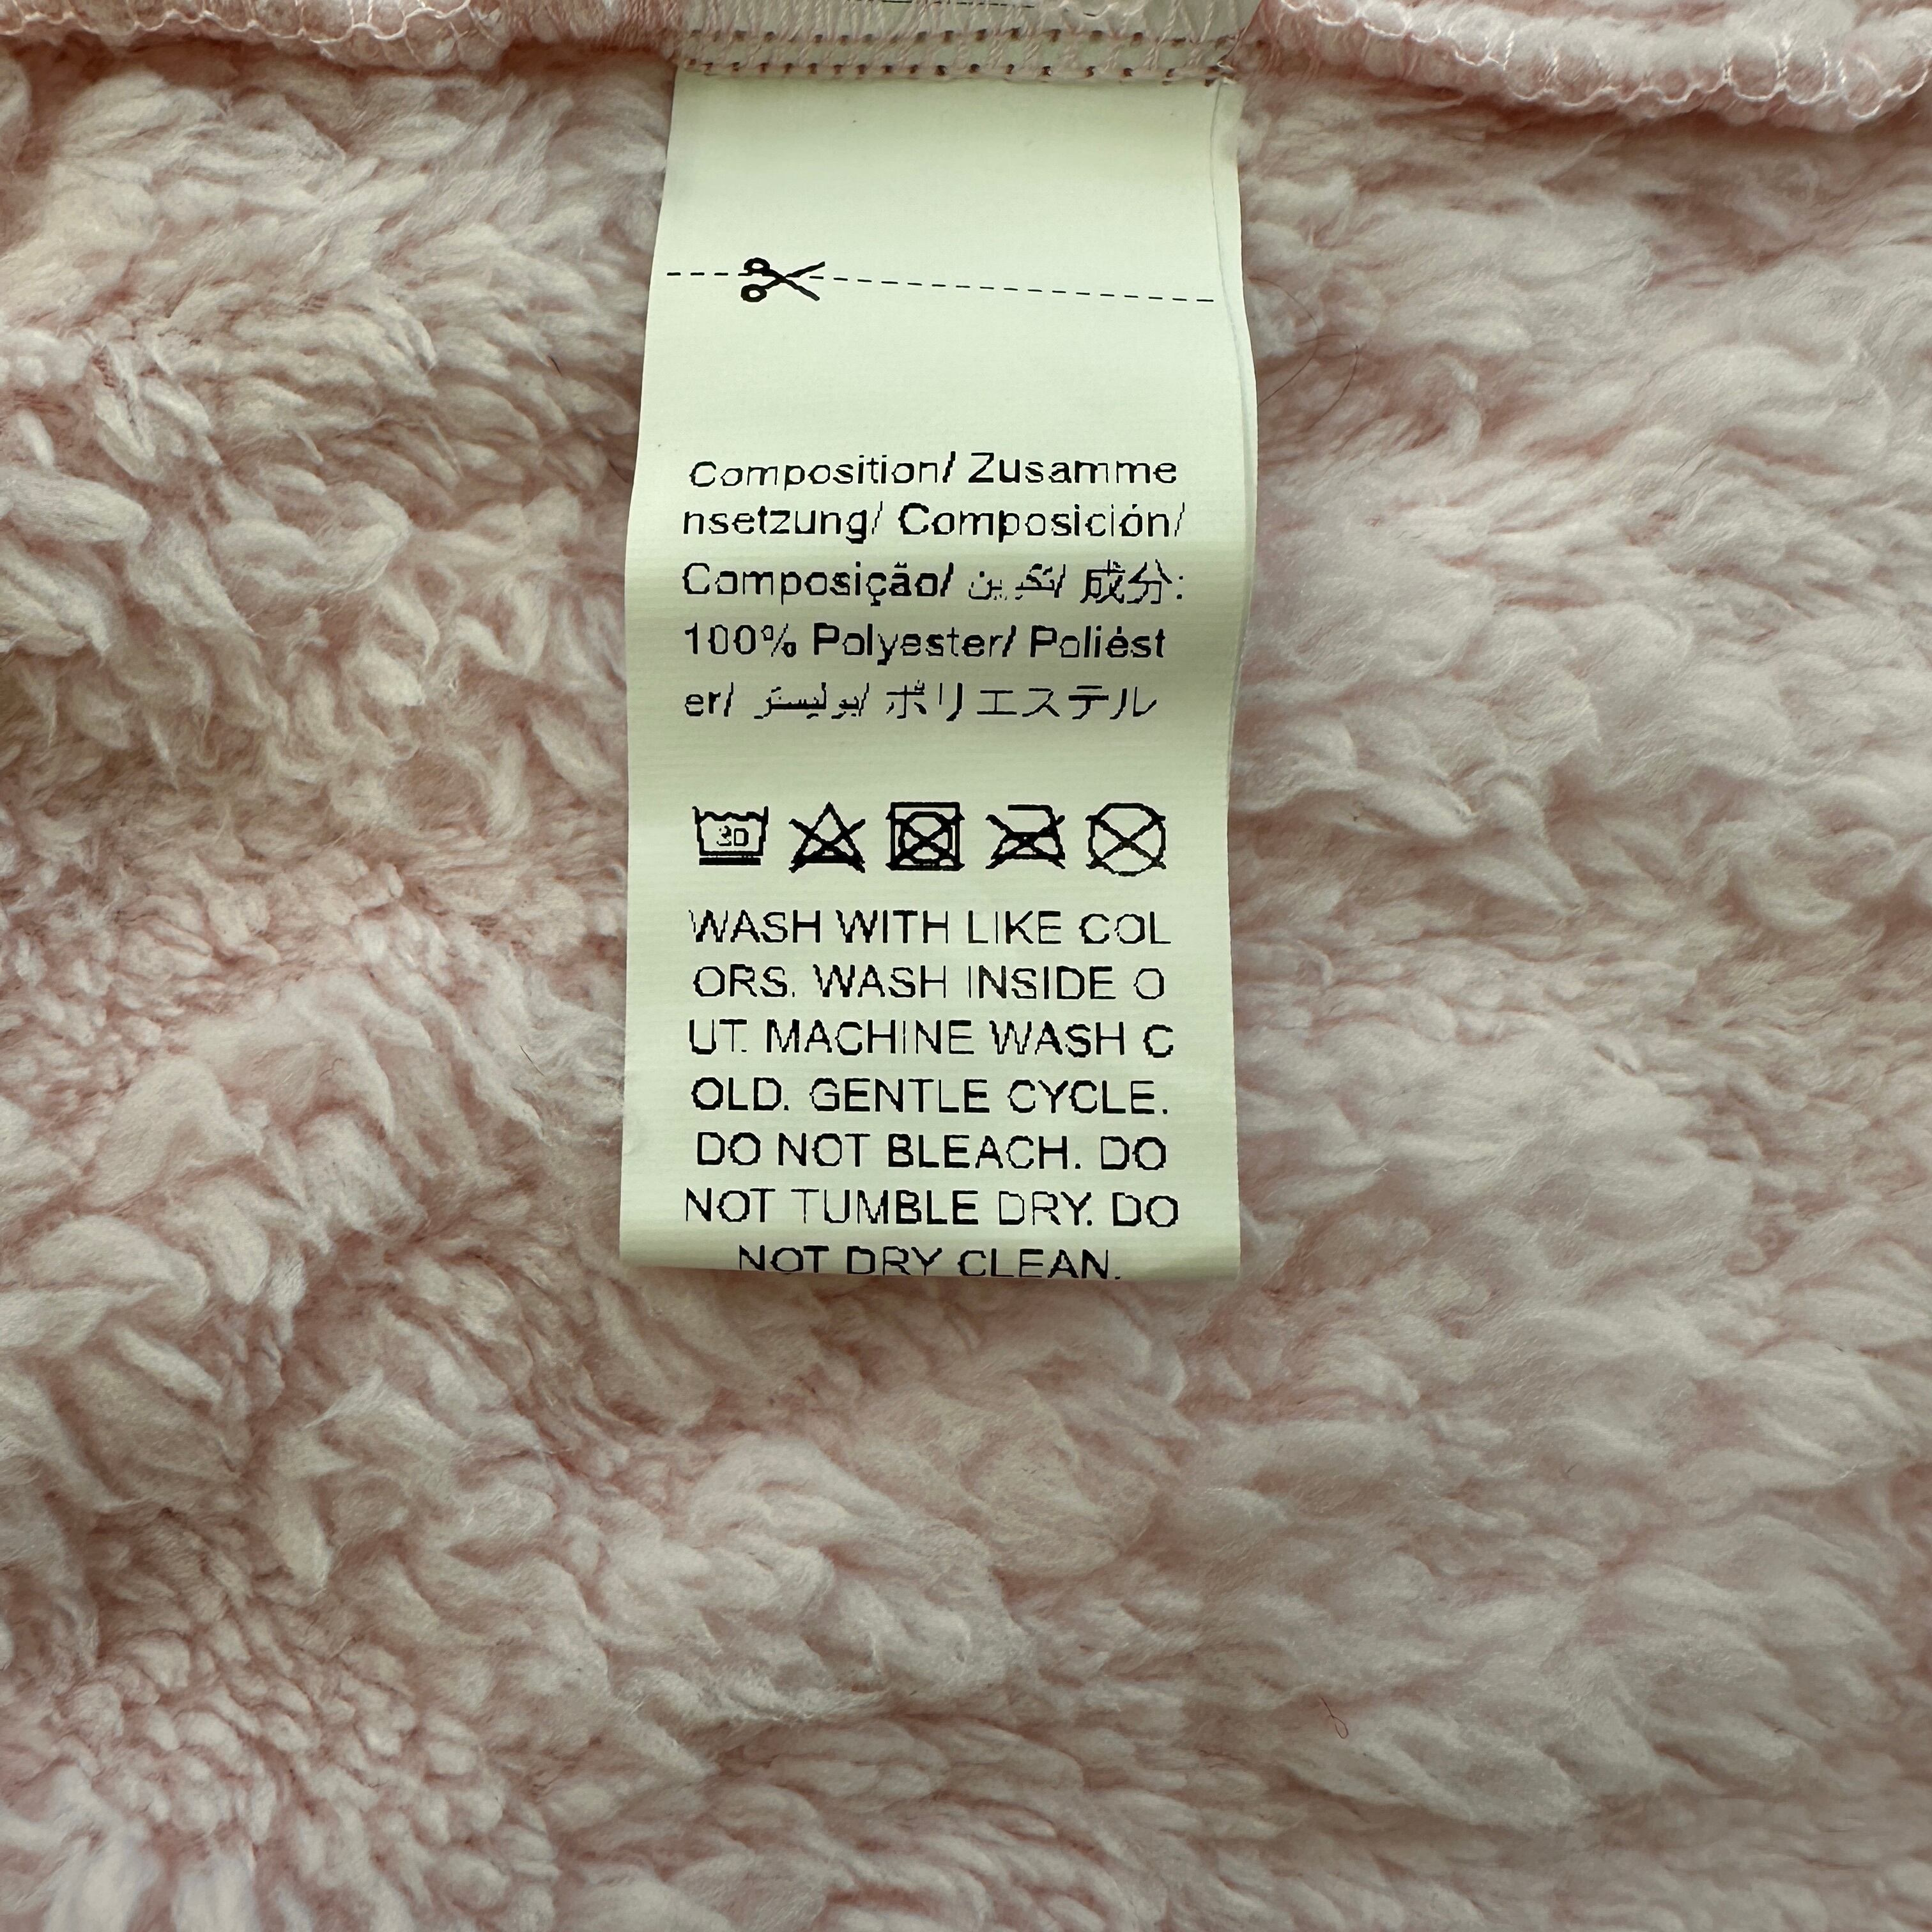 Composition/ Zusamme
nsetzung/ Composición/
Composição/ تكوين/ 成分:
100% Polyester/ Poliést
er/ بوليستر/ ポリエステル
30
WASH WITH LIKE COL
ORS. WASH INSIDE O
UT. MACHINE WASH C
OLD. GENTLE CYCLE.
DO NOT BLEACH. DO
NOT TUMBLE DRY. DO
NOT DRY CLEAN.